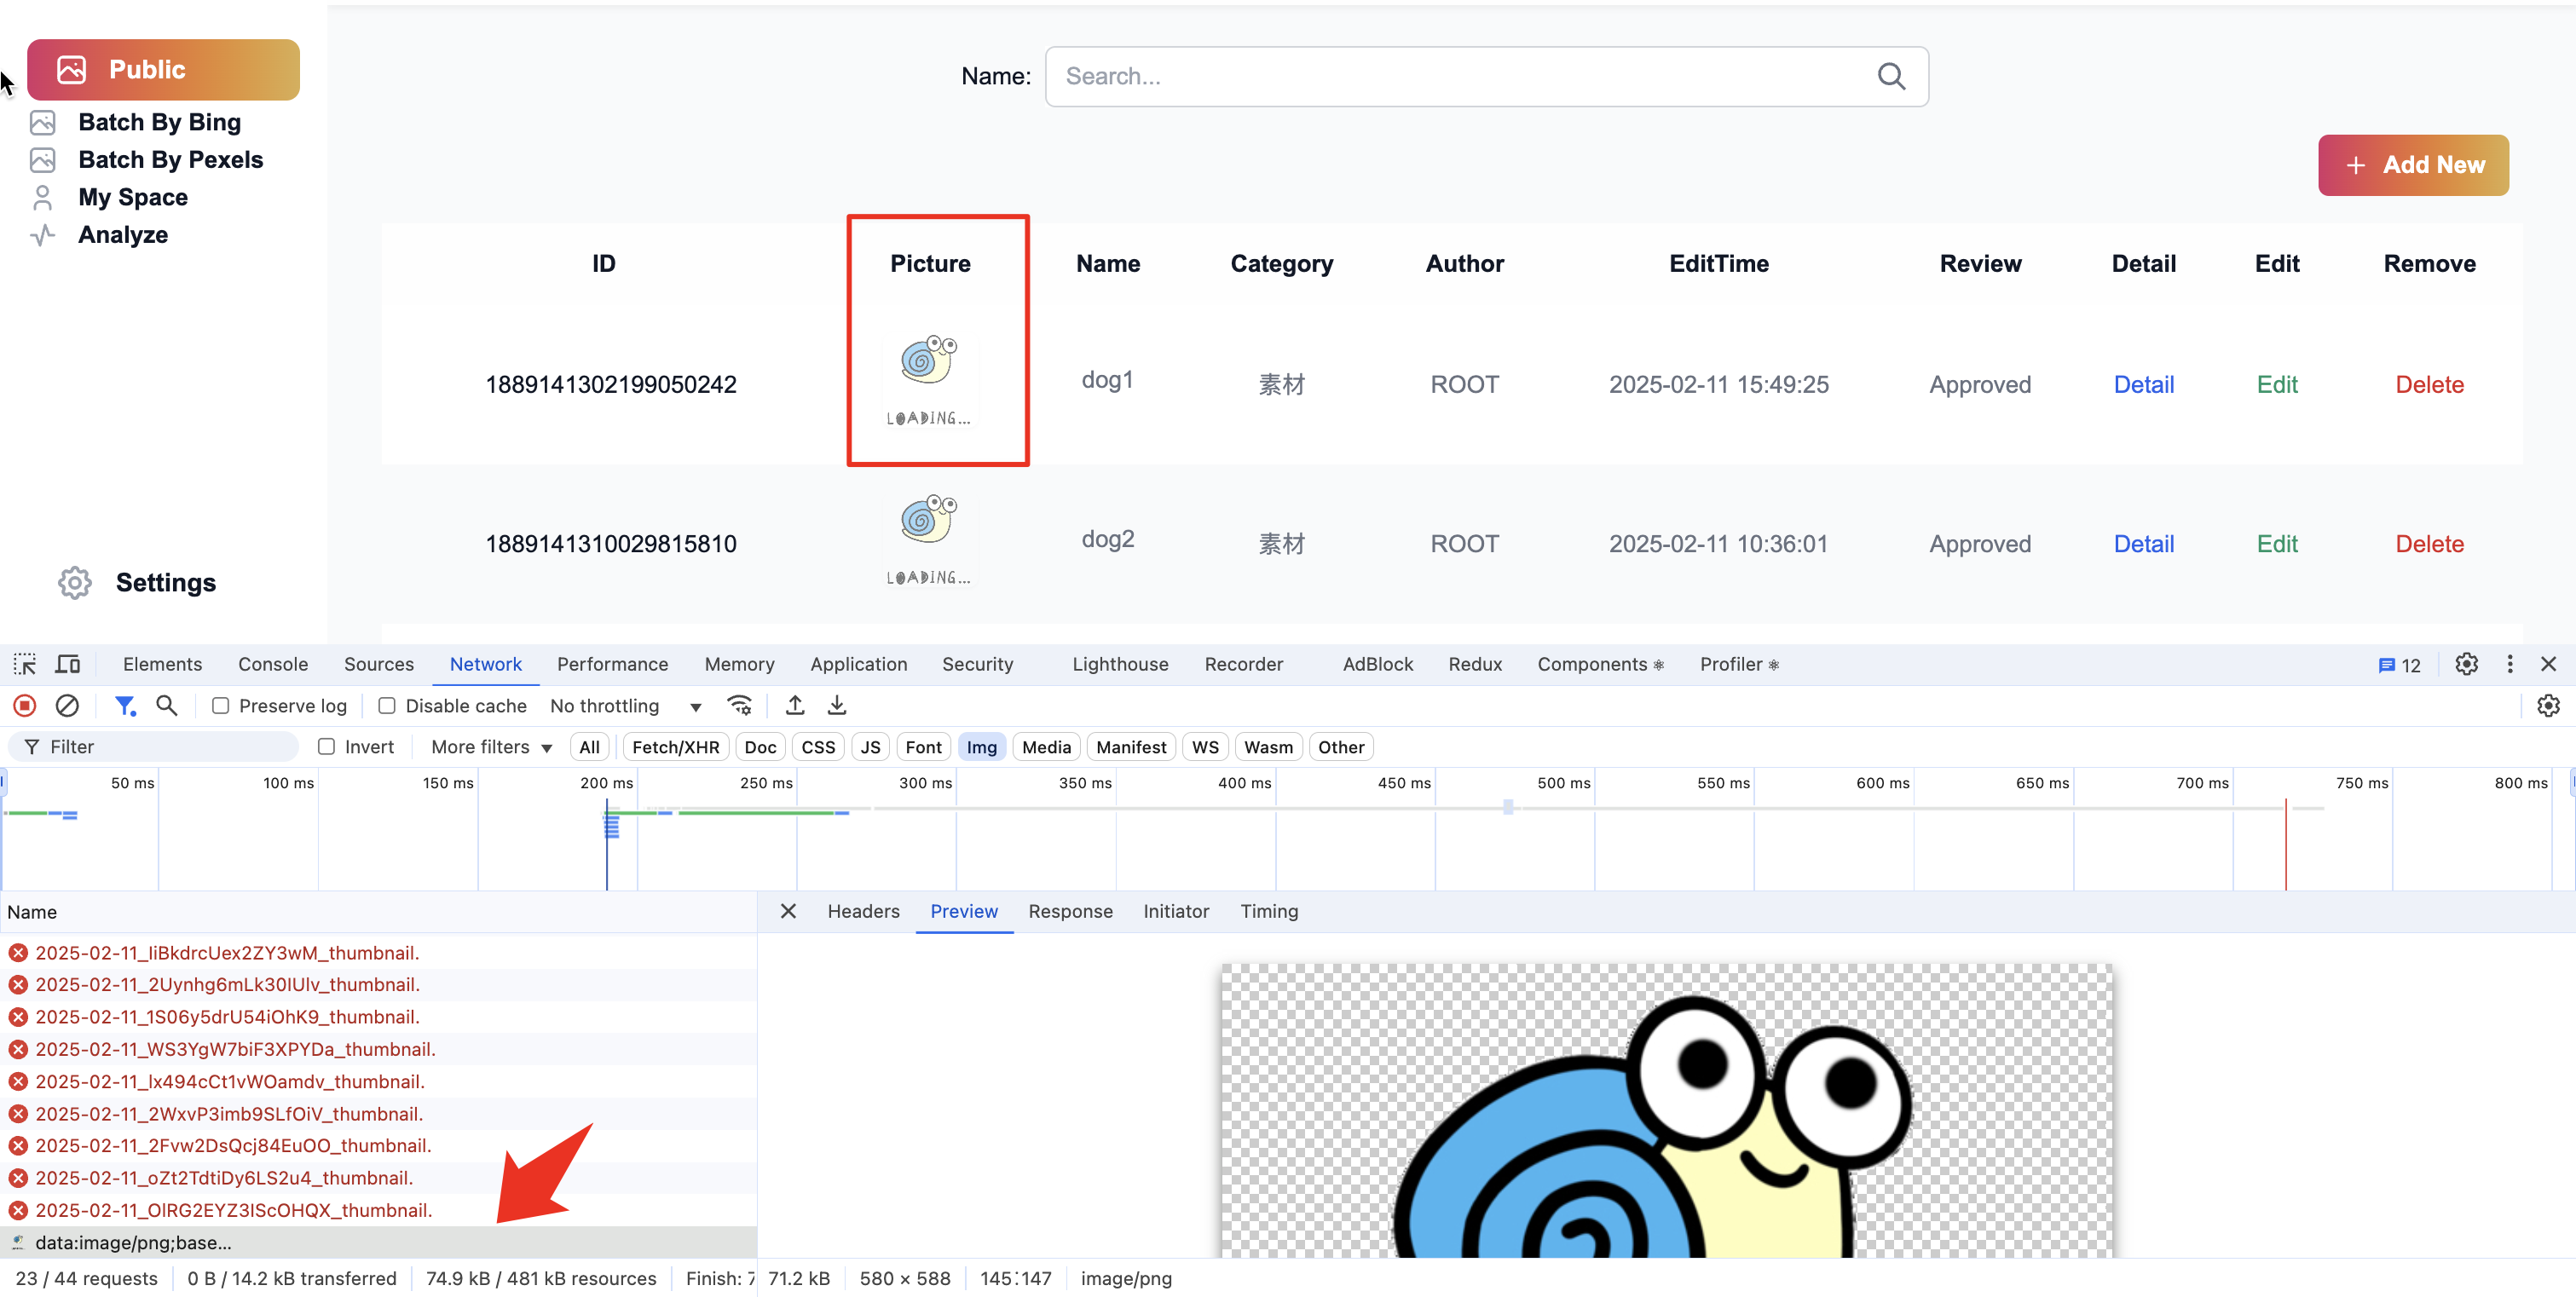 Public
Batch By Bing
Batch By Pexels
My Space
Analyze
Settings
Name: Search...
+ Add New
ID Picture Name Category Author EditTime Review Detail Edit Remove
1889141302199050242 LOADING... dog1 素材 ROOT 2025-02-11 15:49:25 Approved Detail Edit Delete
1889141310029815810 LOADING... dog2 素材 ROOT 2025-02-11 10:36:01 Approved Detail Edit Delete
Elements Console Sources Network Performance Memory Application Security Lighthouse Recorder AdBlock Redux Components Profiler 12
Preserve log Disable cache No throttling
Filter Invert More filters All Fetch/XHR Doc CSS JS Font Img Media Manifest WS Wasm Other
50 ms 100 ms 150 ms 200 ms 250 ms 300 ms 350 ms 400 ms 450 ms 500 ms 550 ms 600 ms 650 ms 700 ms 750 ms 800 ms
Name
Headers Preview Response Initiator Timing
2025-02-11_IiBkdrcUex2ZY3wM_thumbnail.
2025-02-11_2Uynhg6mLk30IUlv_thumbnail.
2025-02-11_1S06y5drU54iOhK9_thumbnail.
2025-02-11_WS3YgW7biF3XPYDa_thumbnail.
2025-02-11_lx494cCt1vWOamdv_thumbnail.
2025-02-11_2WxvP3imb9SLfOiV_thumbnail.
2025-02-11_2Fvw2DsQcj84EuOO_thumbnail.
2025-02-11_oZt2TdtiDy6LS2u4_thumbnail.
2025-02-11_OlRG2EYZ3IScOHQX_thumbnail.
data:image/png;base...
23 / 44 requests 0 B / 14.2 kB transferred 74.9 kB / 481 kB resources Finish: 7
71.2 kB 580 × 588 145:147 image/png